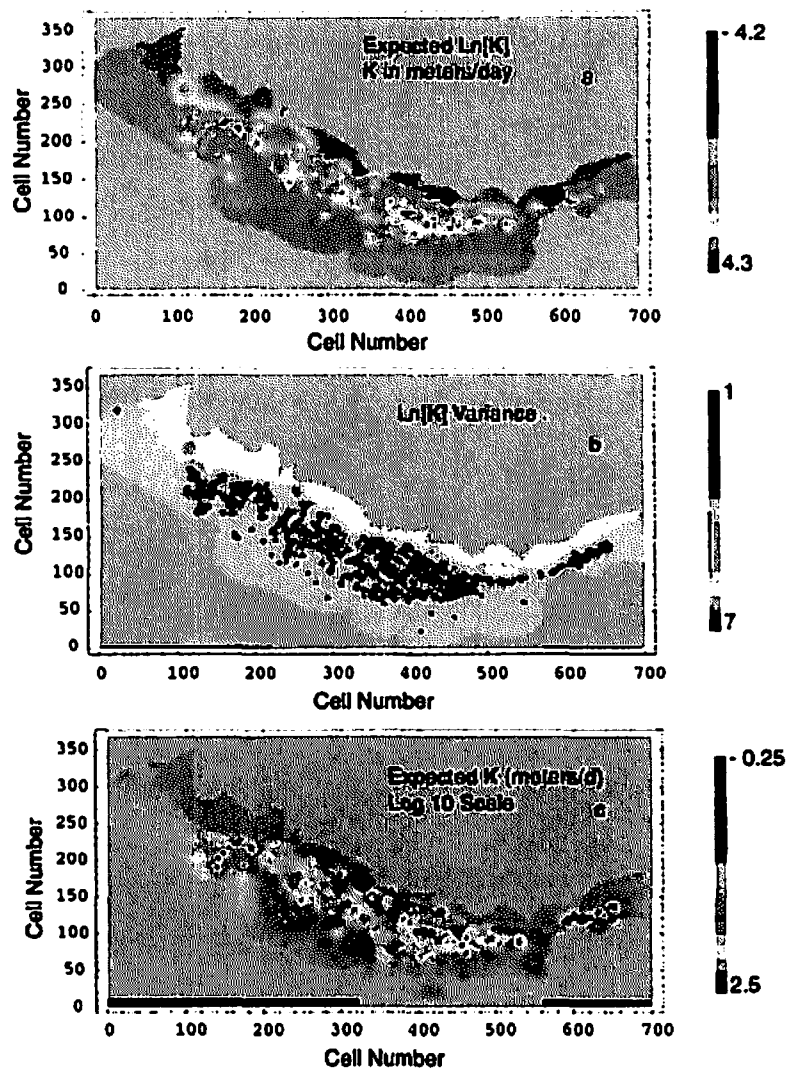 350
300
250
200
150
100
50
0
Cell Number
Expected Ln[K]
K in meters/day
a
0 100 200 300 400 500 600 700
Cell Number
- 4.2
4.3
350
300
250
200
150
100
50
0
Cell Number
Ln[K] Variance
b
0 100 200 300 400 500 600 700
Cell Number
1
7
350
300
250
200
150
100
50
0
Cell Number
Expected K (meters/d)
Log 10 Scale
c
0 100 200 300 400 500 600 700
Cell Number
- 0.25
2.5